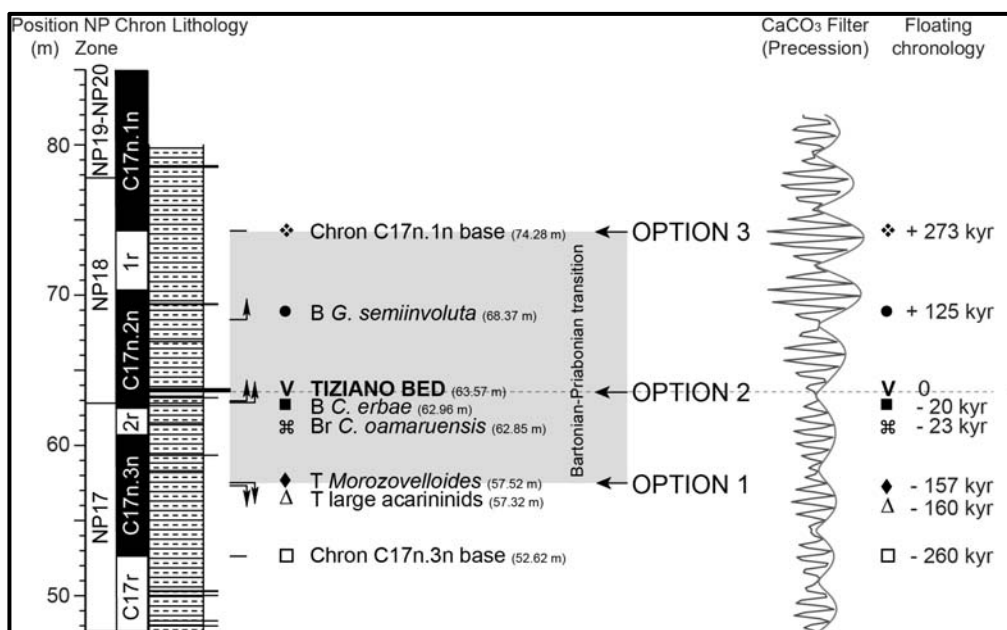 Position NP Chron Lithology
(m) Zone
CaCO₃ Filter
(Precession)
Floating
chronology
80
70
60
50
NP19-NP20
NP18
NP17
C17n.1n
1r
C17n.2n
2r
C17n.3n
C17r
Chron C17n.1n base (74.28 m)
B G. semiinvoluta (68.37 m)
V TIZIANO BED (63.57 m)
B C. erbae (62.96 m)
⌘ Br C. oamaruensis (62.85 m)
T Morozovelloides (57.52 m)
Δ T large acarininids (57.32 m)
Chron C17n.3n base (52.62 m)
Bartonian-Priabonian transition
OPTION 3
OPTION 2
OPTION 1
+ 273 kyr
+ 125 kyr
V 0
- 20 kyr
⌘ - 23 kyr
- 157 kyr
Δ - 160 kyr
- 260 kyr